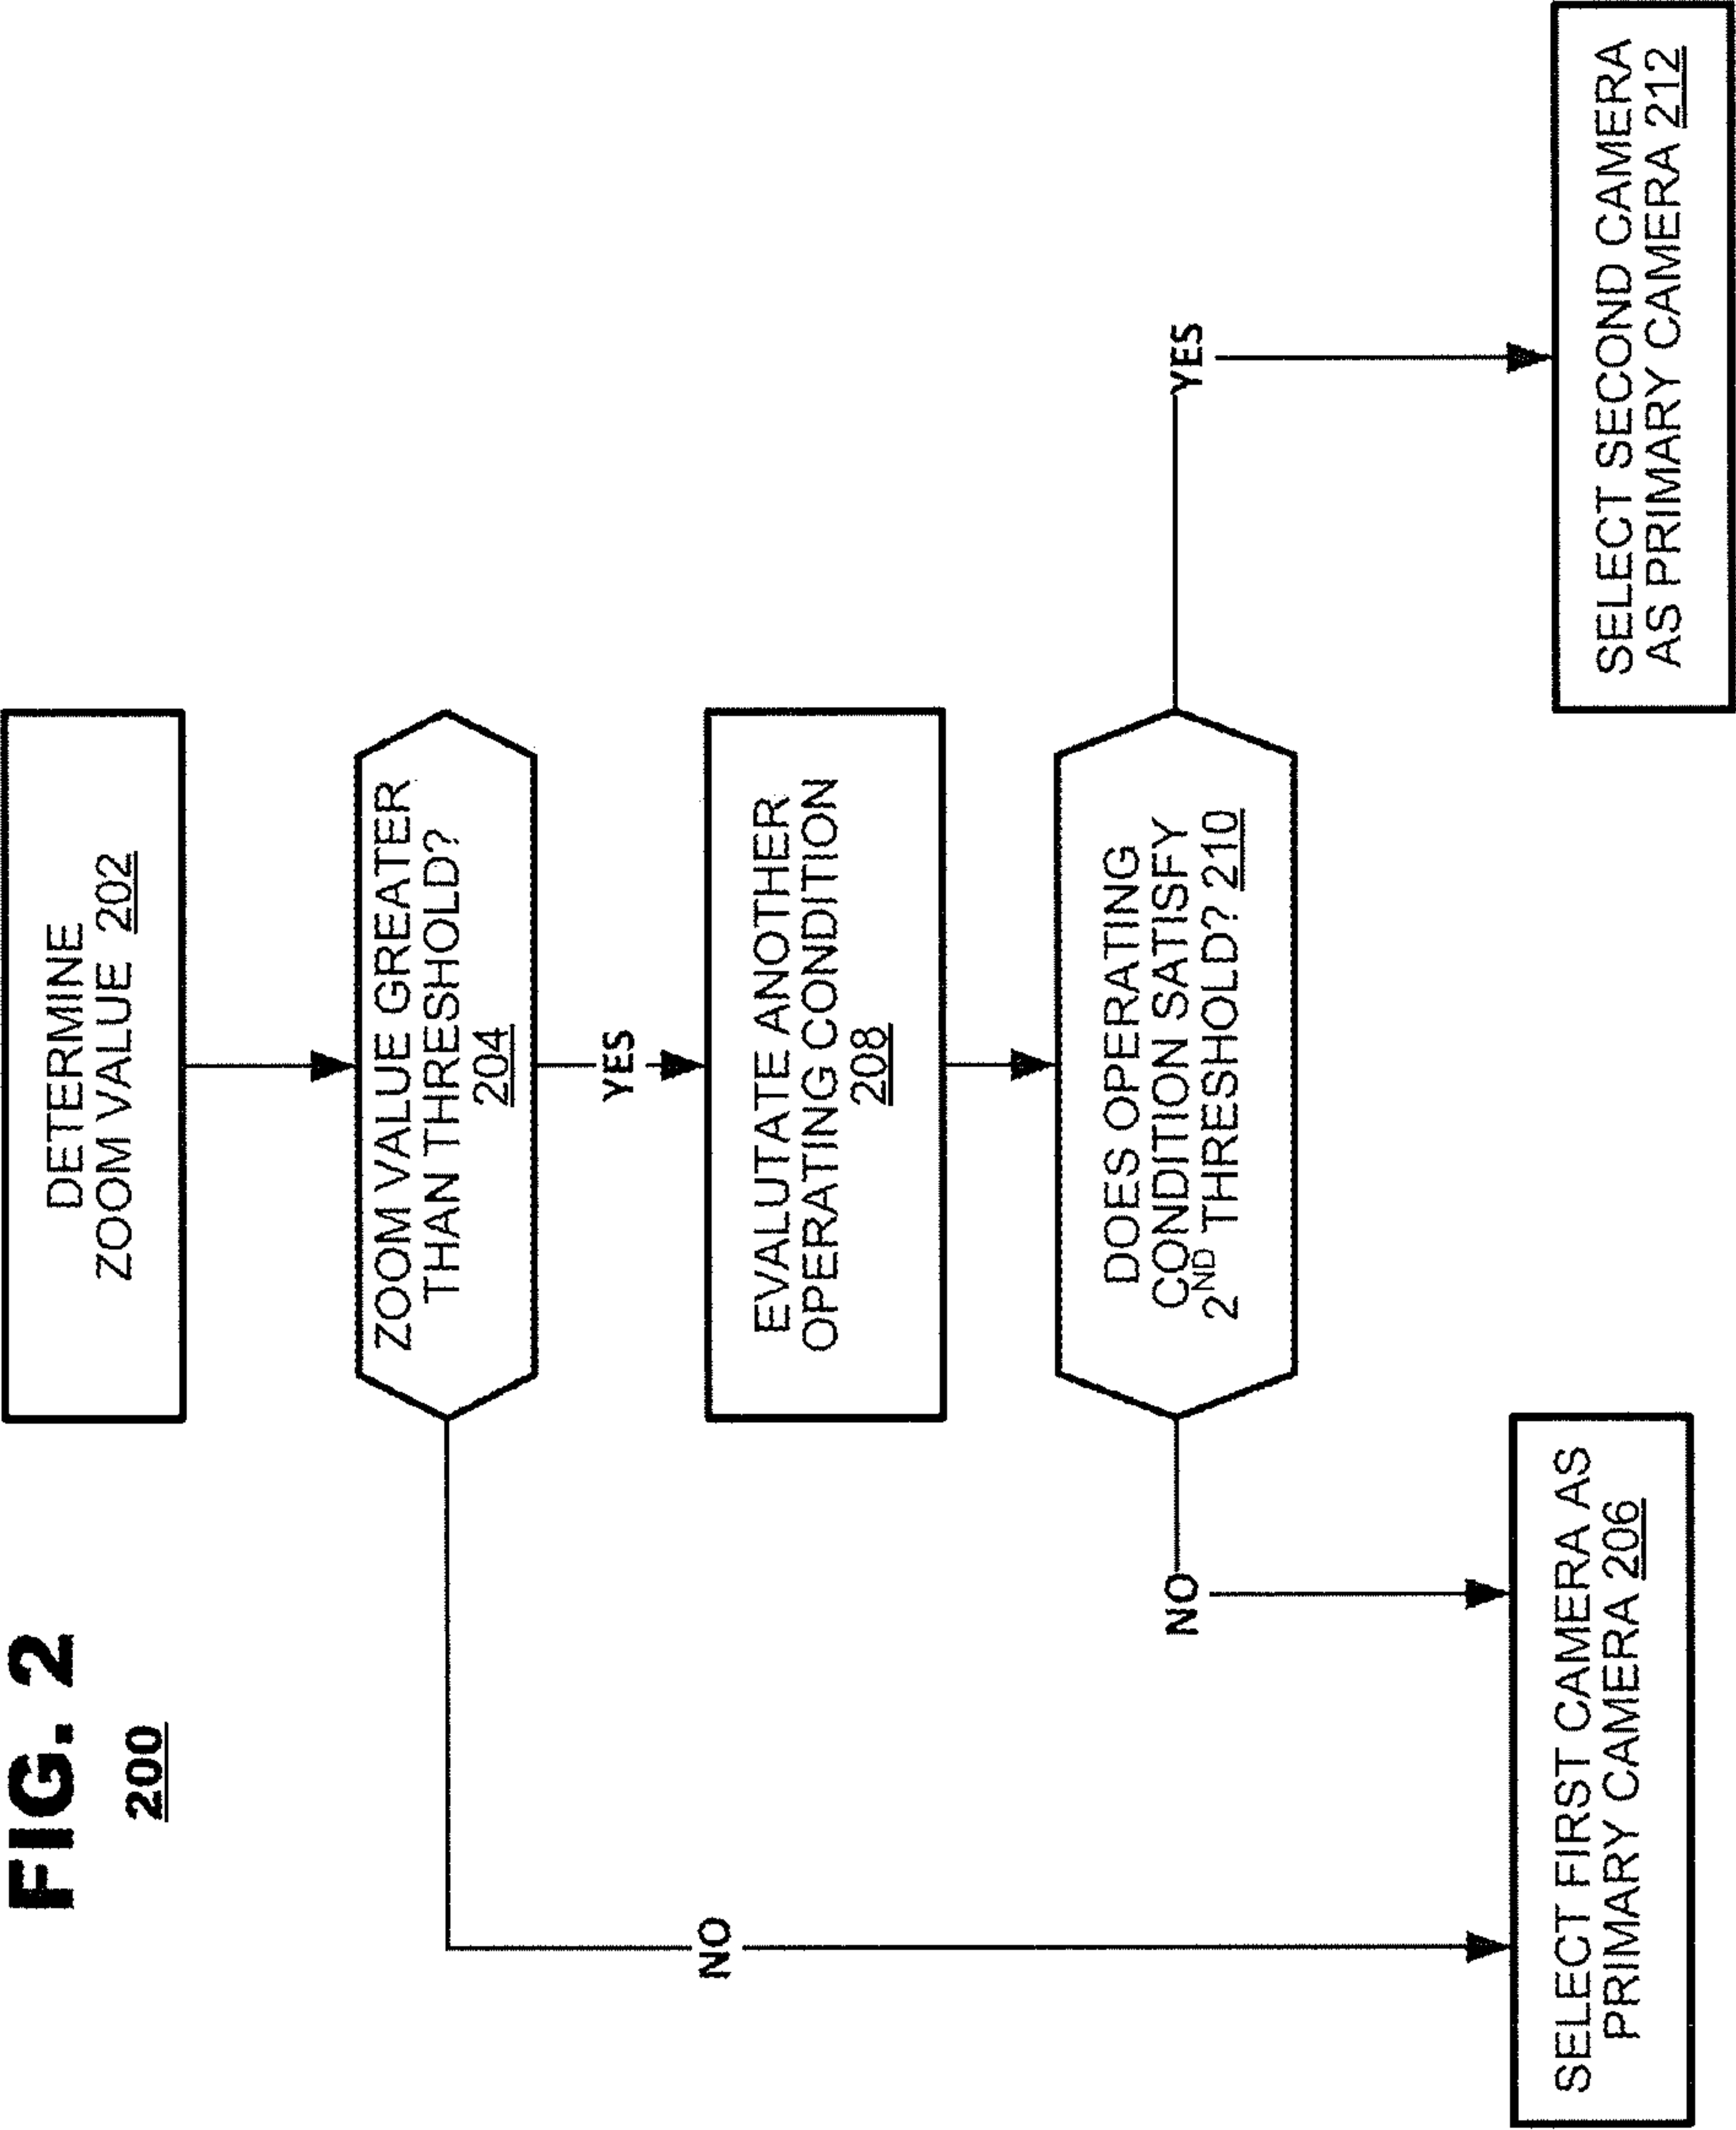 FIG. 2
200
DETERMINE
ZOOM VALUE 202
ZOOM VALUE GREATER
THAN THRESHOLD?
204
YES
NO
EVALUTATE ANOTHER
OPERATING CONDITION
208
DOES OPERATING
CONDITION SATISFY
2ND THRESHOLD? 210
NO
YES
SELECT FIRST CAMERA AS
PRIMARY CAMERA 206
SELECT SECOND CAMERA
AS PRIMARY CAMERA 212